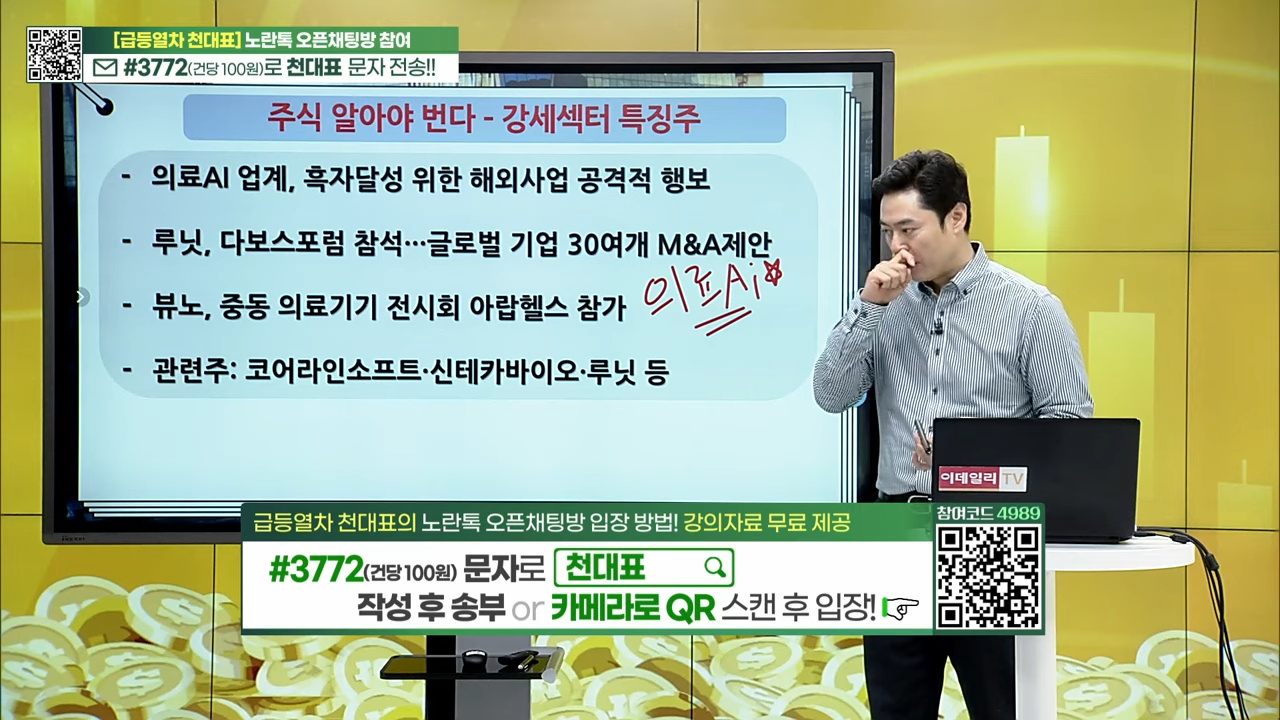 [급등열차 천대표] 노란톡 오픈채팅방 참여
#3772(건당 100원)로 천대표 문자 전송!!
주식 알아야 번다 - 강세섹터 특징주
- 의료AI 업계, 흑자달성 위한 해외사업 공격적 행보
- 루닛, 다보스포럼 참석…글로벌 기업 30여개 M&A제안
의료Ai
- 뷰노, 중동 의료기기 전시회 아랍헬스 참가
- 관련주: 코어라인소프트·신테카바이오·루닛 등
이데일리 TV
급등열차 천대표의 노란톡 오픈채팅방 입장 방법! 강의자료 무료 제공
참여코드 4989
#3772(건당 100원) 문자로 천대표
작성 후 송부 or 카메라로 QR 스캔 후 입장!